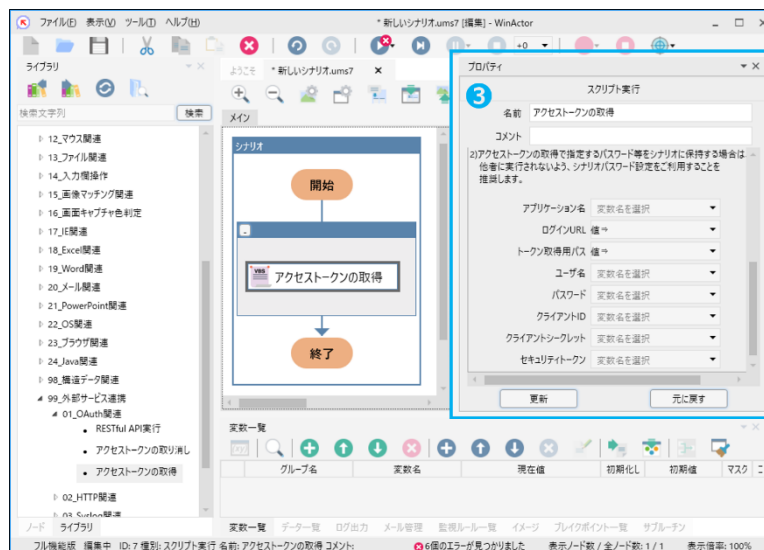 ファイル(F) 表示(V) ツール(T) ヘルプ(H)
* 新しいシナリオ.ums7 [編集] - WinActor
+0
ライブラリ
検索文字列
検索
12_マウス関連
13_ファイル関連
14_入力欄操作
15_画像マッチング関連
16_画面キャプチャ色判定
17_IE関連
18_Excel関連
19_Word関連
20_メール関連
21_PowerPoint関連
22_OS関連
23_ブラウザ関連
24_Java関連
98_構造データ関連
99_外部サービス連携
01_OAuth関連
RESTful API実行
アクセストークンの取り消し
アクセストークンの取得
02_HTTP関連
03_Syslog関連
ノード ライブラリ
ようこそ * 新しいシナリオ.ums7
メイン
シナリオ
開始
VBS
アクセストークンの取得
終了
プロパティ
3
スクリプト実行
名前 アクセストークンの取得
コメント
2)アクセストークンの取得で指定するパスワード等をシナリオに保持する場合は
他者に実行されないよう、シナリオパスワード設定をご利用することを
推奨します。
アプリケーション名 変数名を選択
ログインURL 値⇒
トークン取得用パス 値⇒
ユーザ名 変数名を選択
パスワード 変数名を選択
クライアントID 変数名を選択
クライアントシークレット 変数名を選択
セキュリティトークン 変数名を選択
更新 元に戻す
変数一覧
グループ名 変数名 現在値 初期化し 初期値 マスク
変数一覧 データ一覧 ログ出力 メール管理 監視ルール一覧 イメージ ブレイクポイント一覧 サブルーチン
フル機能版 編集中 ID: 7 種別: スクリプト実行 名前: アクセストークンの取得 コメント: 6個のエラーが見つかりました 表示ノード数 / 全ノード数: 1 / 1 表示倍率: 100%